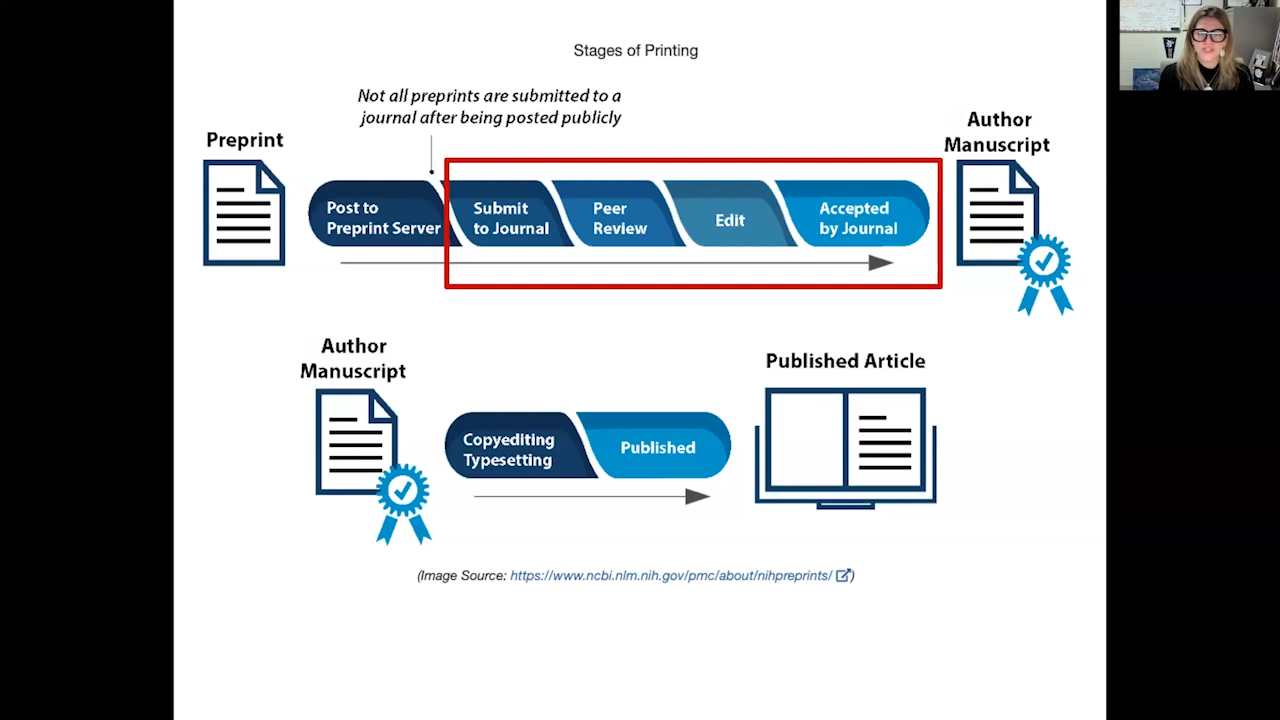 Stages of Printing
Not all preprints are submitted to a
journal after being posted publicly
Preprint
Author
Manuscript
Post to
Preprint Server
Submit
to Journal
Peer
Review
Edit
Accepted
by Journal
Author
Manuscript
Published Article
Copyediting
Typesetting
Published
(Image Source: https://www.ncbi.nlm.nih.gov/pmc/about/nihpreprints/ )